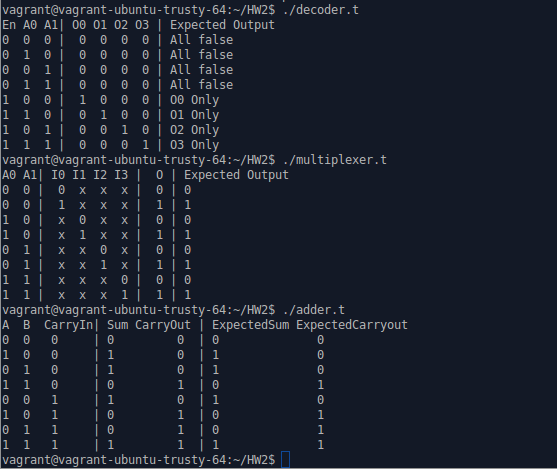 vagrant@vagrant-ubuntu-trusty-64:~/HW2$ ./decoder.t
En A0 A1| O0 O1 O2 O3 | Expected Output
0  0  0 |  0  0  0  0 | All false
0  1  0 |  0  0  0  0 | All false
0  0  1 |  0  0  0  0 | All false
0  1  1 |  0  0  0  0 | All false
1  0  0 |  1  0  0  0 | O0 Only
1  1  0 |  0  1  0  0 | O1 Only
1  0  1 |  0  0  1  0 | O2 Only
1  1  1 |  0  0  0  1 | O3 Only
vagrant@vagrant-ubuntu-trusty-64:~/HW2$ ./multiplexer.t
A0 A1| I0 I1 I2 I3 |  O | Expected Output
0  0 |  0  x  x  x |  0 | 0
0  0 |  1  x  x  x |  1 | 1
1  0 |  x  0  x  x |  0 | 0
1  0 |  x  1  x  x |  1 | 1
0  1 |  x  x  0  x |  0 | 0
0  1 |  x  x  1  x |  1 | 1
1  1 |  x  x  x  0 |  0 | 0
1  1 |  x  x  x  1 |  1 | 1
vagrant@vagrant-ubuntu-trusty-64:~/HW2$ ./adder.t
A  B  CarryIn| Sum CarryOut | ExpectedSum ExpectedCarryout
0  0   0     | 0         0  | 0              0
1  0   0     | 1         0  | 1              0
0  1   0     | 1         0  | 1              0
1  1   0     | 0         1  | 0              1
0  0   1     | 1         0  | 1              0
1  0   1     | 0         1  | 0              1
0  1   1     | 0         1  | 0              1
1  1   1     | 1         1  | 1              1
vagrant@vagrant-ubuntu-trusty-64:~/HW2$